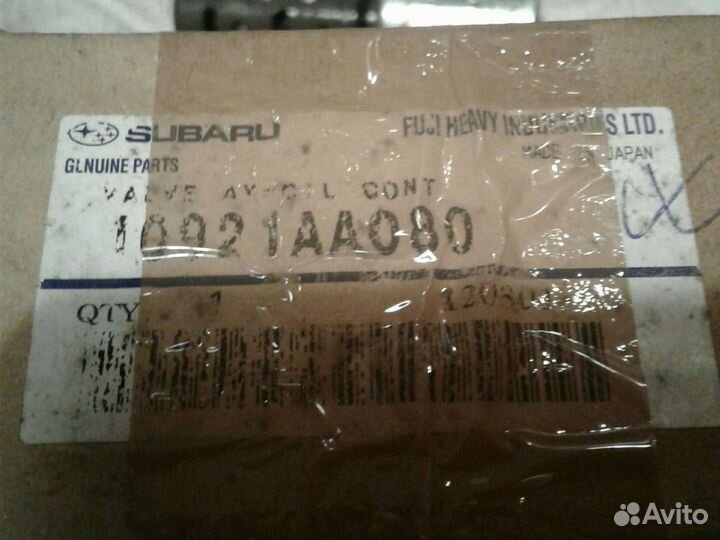 SUBARU
FUJI HEAVY INDUSTRIES LTD.
GENUINE PARTS
MADE IN JAPAN
VALVE AY-OIL CONT
10921AA080
QTY 1
Avito